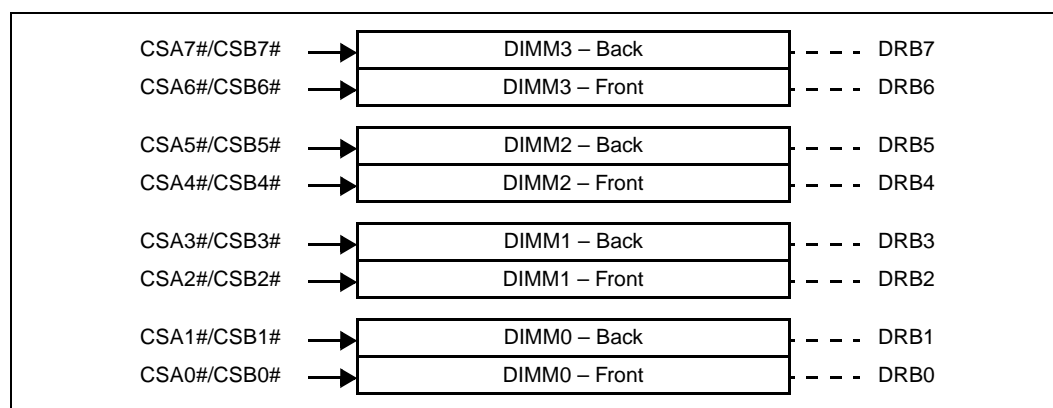 CSA7#/CSB7# DIMM3 – Back DRB7
CSA6#/CSB6# DIMM3 – Front DRB6
CSA5#/CSB5# DIMM2 – Back DRB5
CSA4#/CSB4# DIMM2 – Front DRB4
CSA3#/CSB3# DIMM1 – Back DRB3
CSA2#/CSB2# DIMM1 – Front DRB2
CSA1#/CSB1# DIMM0 – Back DRB1
CSA0#/CSB0# DIMM0 – Front DRB0